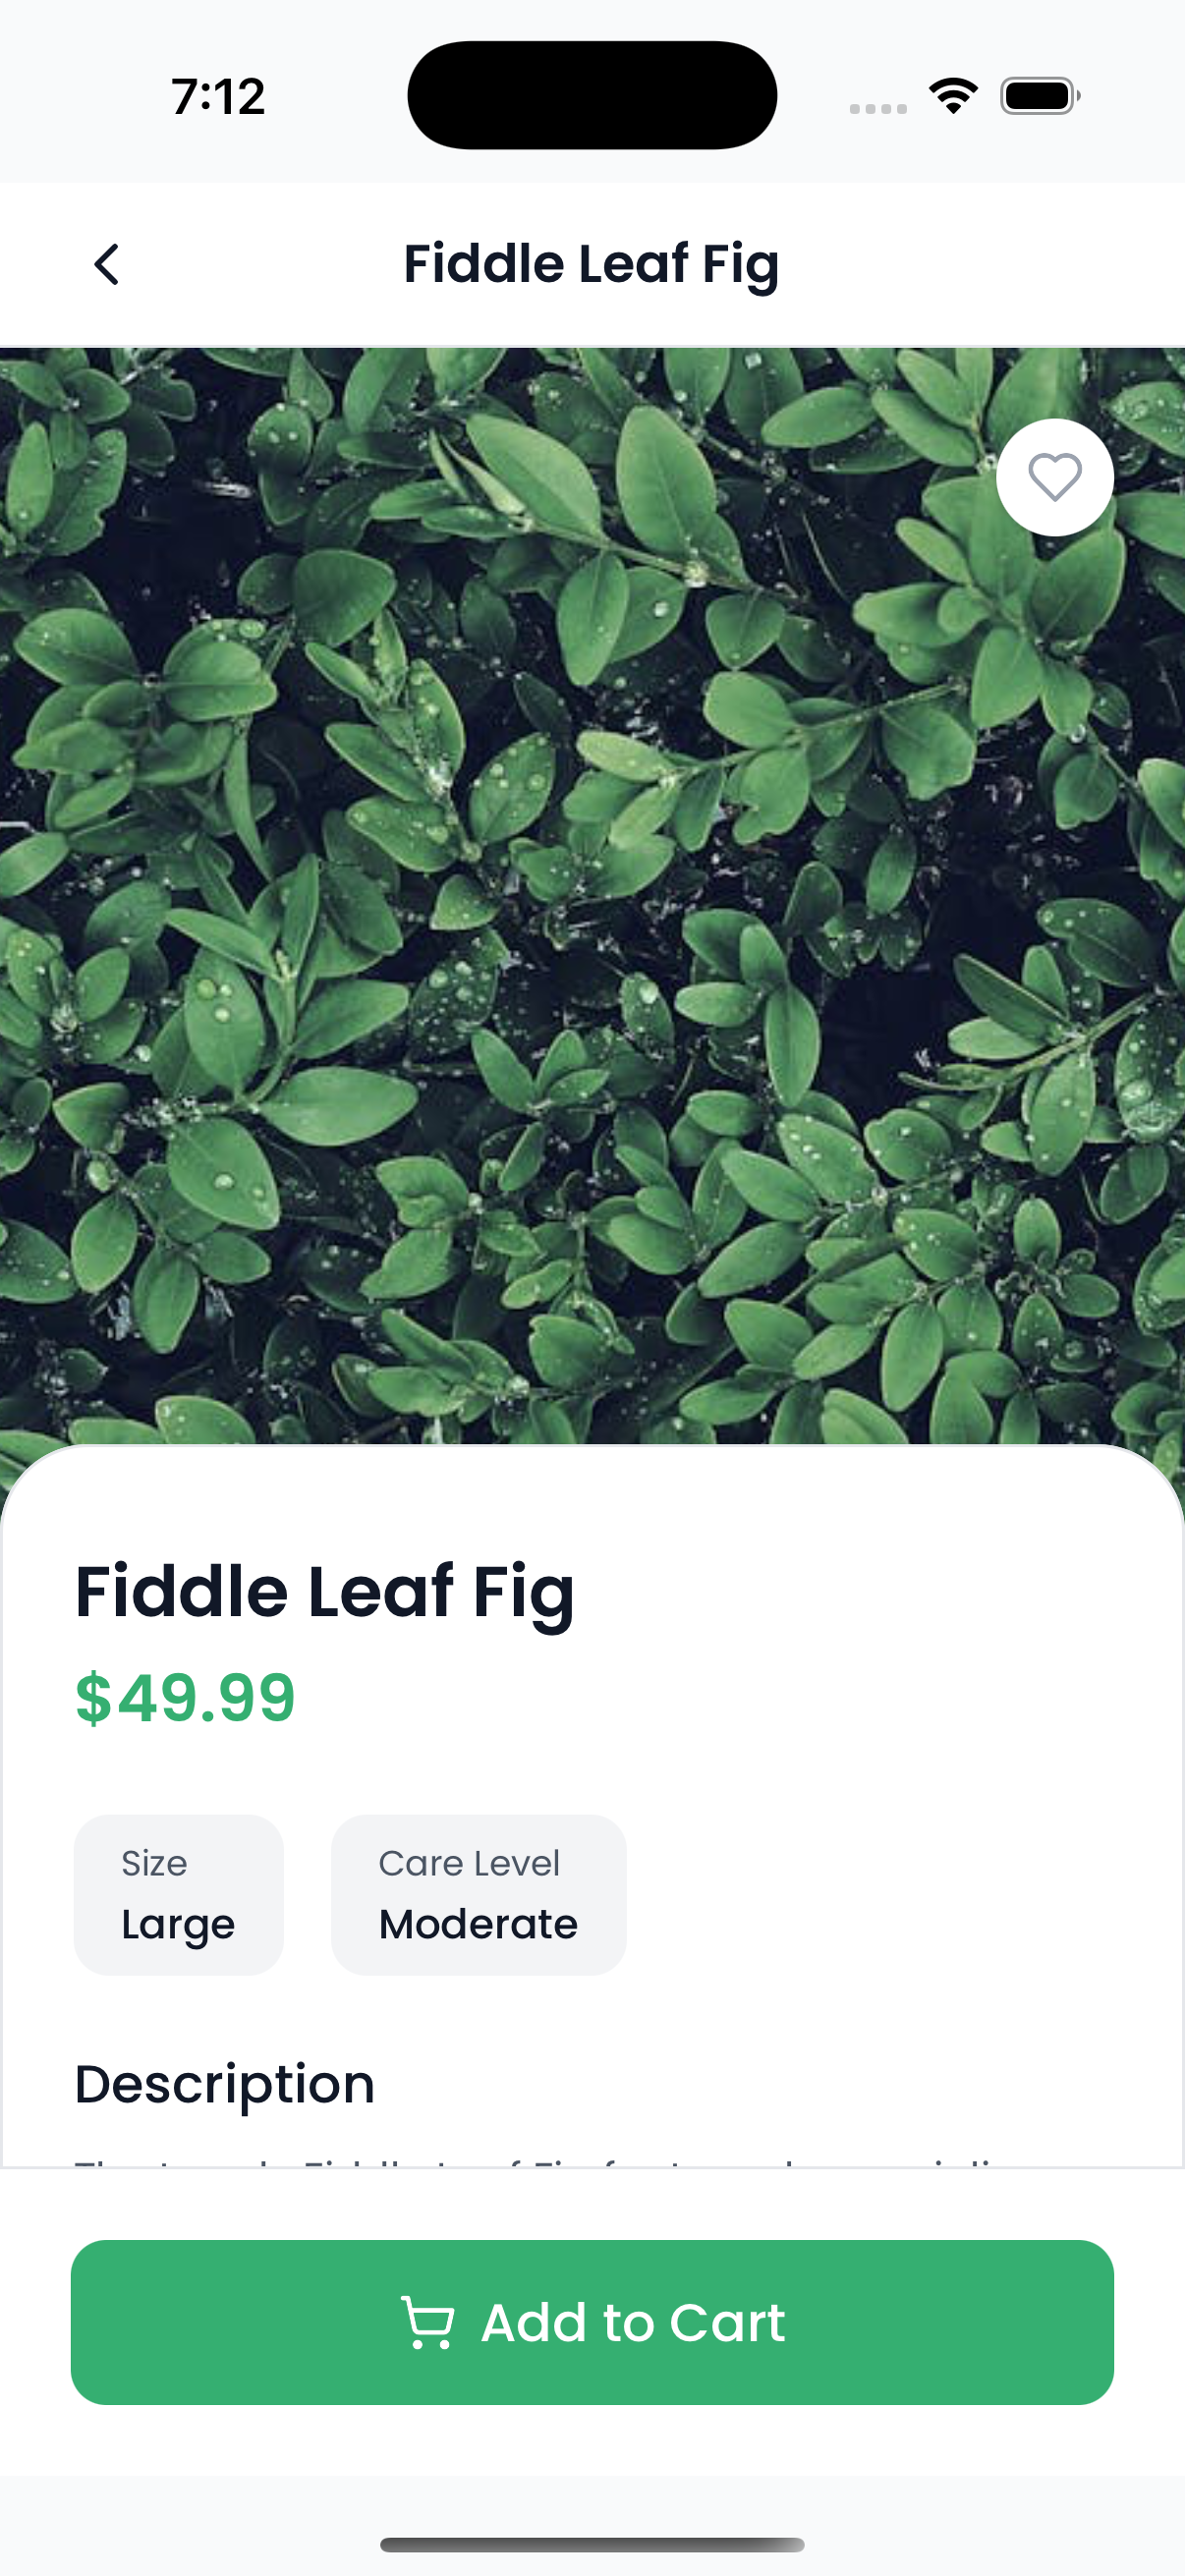 7:12
Fiddle Leaf Fig
Fiddle Leaf Fig
$49.99
Size
Large
Care Level
Moderate
Description
Add to Cart